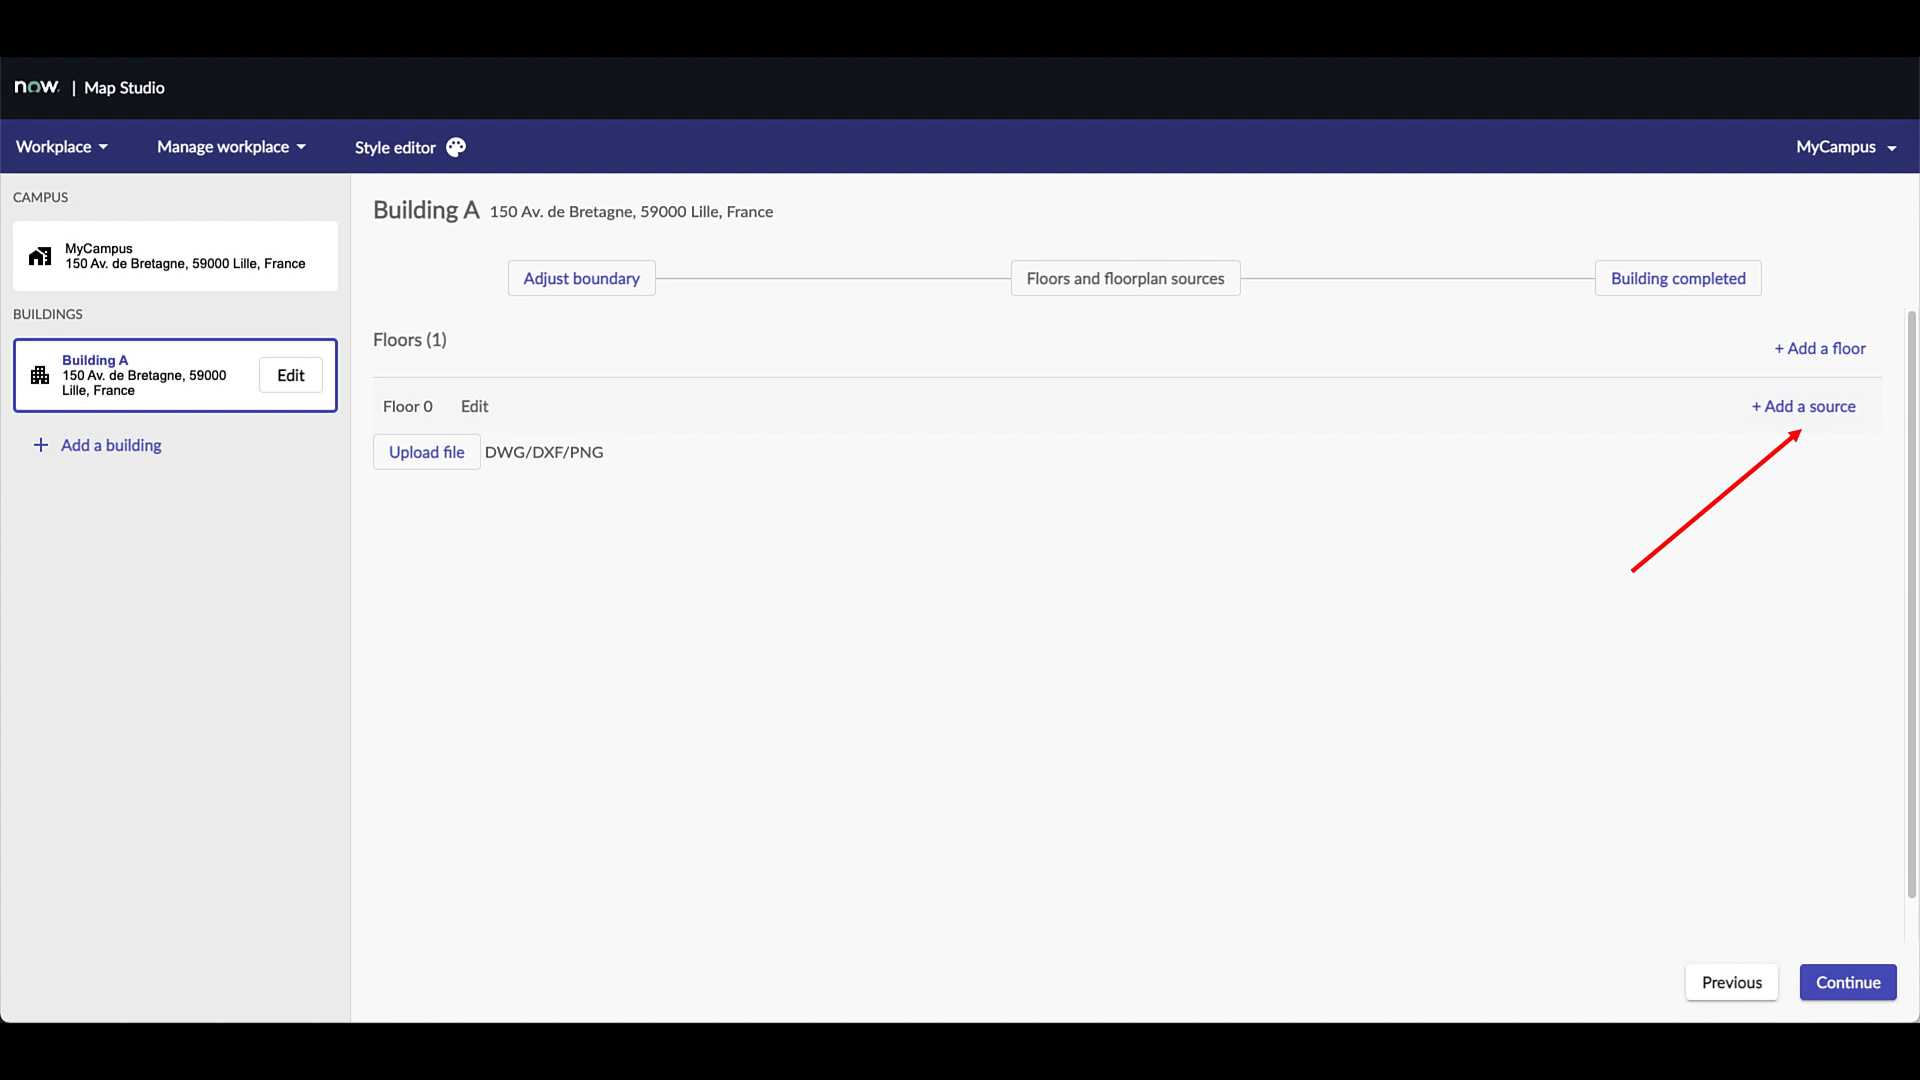 now. | Map Studio
Workplace Manage workplace Style editor MyCampus
CAMPUS
MyCampus
150 Av. de Bretagne, 59000 Lille, France
BUILDINGS
Building A
150 Av. de Bretagne, 59000
Lille, France
Edit
+ Add a building
Building A 150 Av. de Bretagne, 59000 Lille, France
Adjust boundary Floors and floorplan sources Building completed
Floors (1)
+ Add a floor
Floor 0 Edit + Add a source
Upload file DWG/DXF/PNG
Previous Continue